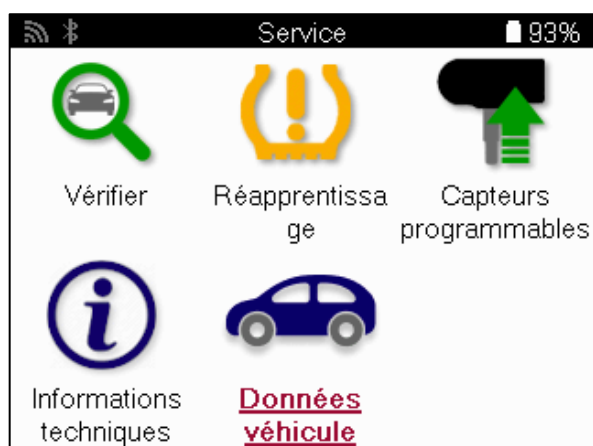 Service 93%
Vérifier
Réapprentissa
ge
Capteurs
programmables
Informations
techniques
Données
véhicule